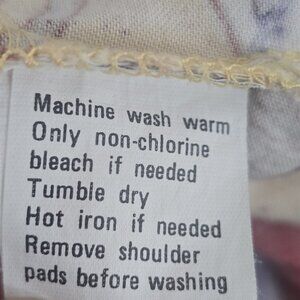 Machine wash warm
Only non-chlorine
bleach if needed
Tumble dry
Hot iron if needed
Remove shoulder
pads before washing